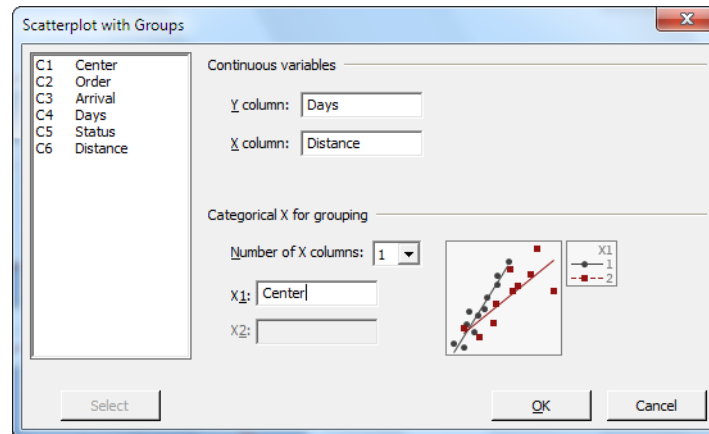 Scatterplot with Groups
C1 Center
C2 Order
C3 Arrival
C4 Days
C5 Status
C6 Distance
Continuous variables
Y column: Days
X column: Distance
Categorical X for grouping
Number of X columns: 1
X1: Center
X2:
X1
1
2
Select
OK
Cancel